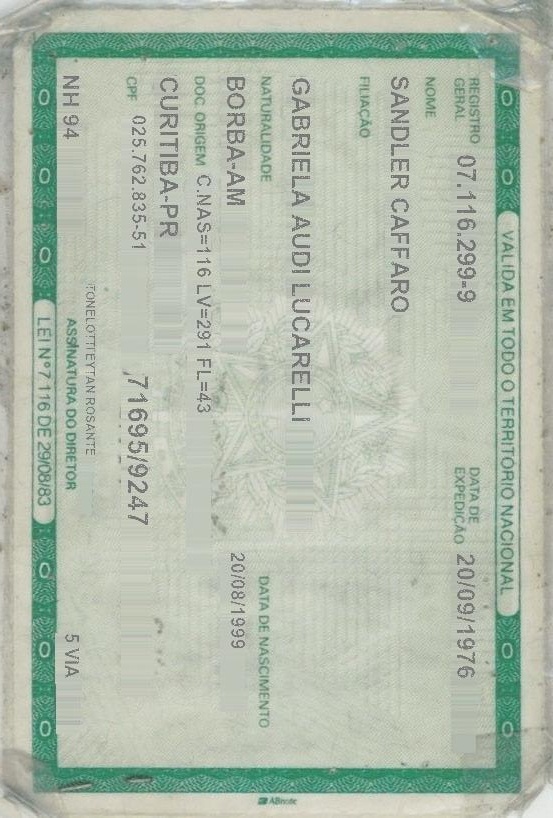 VALIDA EM TODO O TERRITÓRIO NACIONAL
REGISTRO GERAL 07.116.299-9 DATA DE EXPEDIÇÃO 20/09/1976
NOME
SANDLER CAFFARO
FILIAÇÃO
GABRIELA AUDI LUCARELLI
NATURALIDADE DATA DE NASCIMENTO
BORBA-AM 20/08/1999
DOC ORIGEM C.NAS=116 LV=291 FL=43
CURITIBA-PR
CPF 025.762.835-51 71695/9247
TONELOTTI EYTAN ROSANTE
ASSINATURA DO DIRETOR
NH 94 5 VIA
LEI Nº 7.116 DE 29/08/83
ABnote